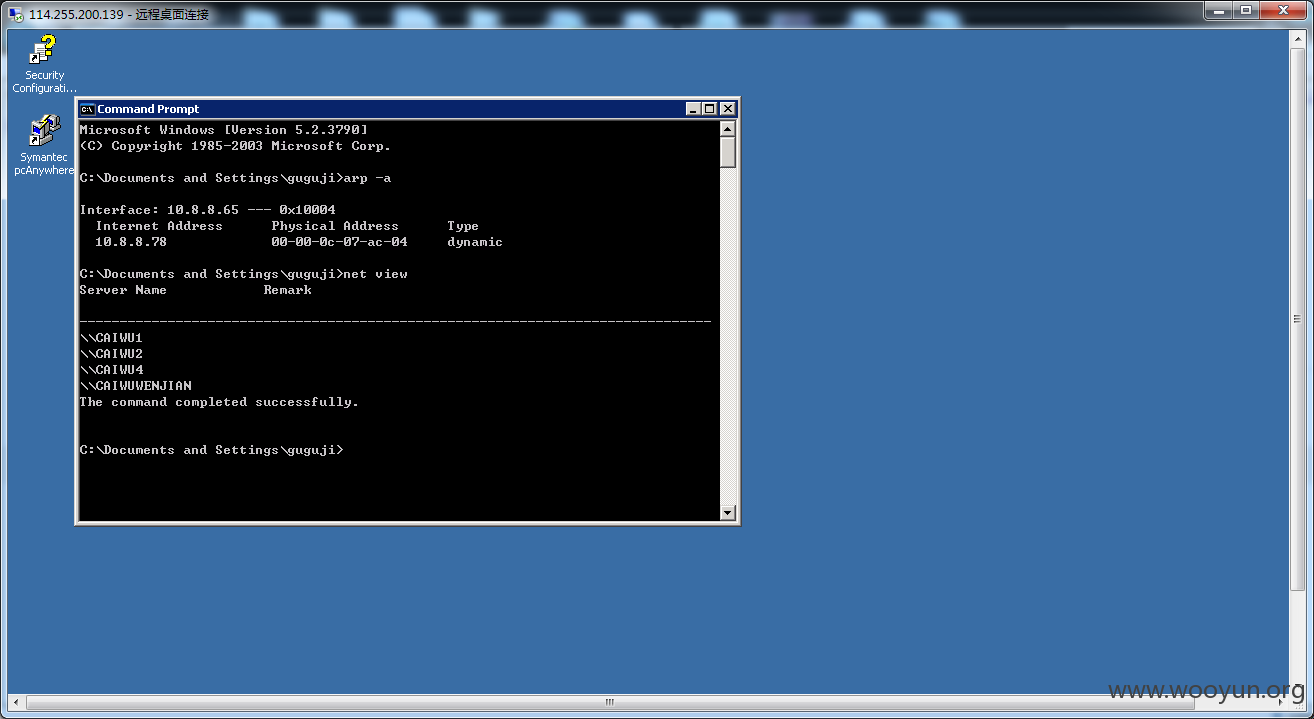 114.255.200.139 - 远程桌面连接
Security
Configurati...
Symantec
pcAnywhere
Command Prompt
Microsoft Windows [Version 5.2.3790]
(C) Copyright 1985-2003 Microsoft Corp.
C:\Documents and Settings\guguji>arp -a
Interface: 10.8.8.65 --- 0x10004
Internet Address Physical Address Type
10.8.8.78 00-00-0c-07-ac-04 dynamic
C:\Documents and Settings\guguji>net view
Server Name Remark
-------------------------------------------------------------------------------
\\CAIWU1
\\CAIWU2
\\CAIWU4
\\CAIWUWENJIAN
The command completed successfully.
C:\Documents and Settings\guguji>
www.wooyun.org